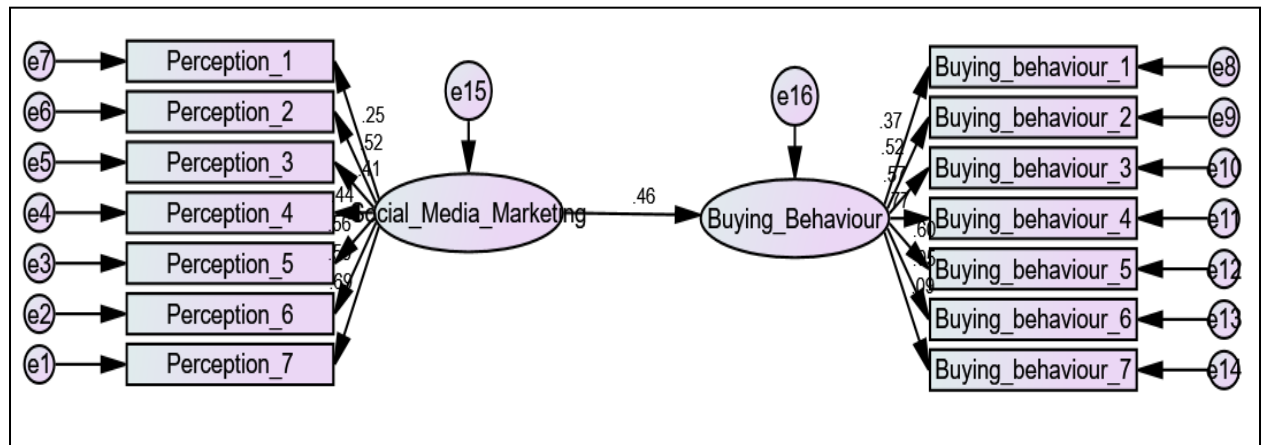 e7
Perception_1
e6
Perception_2
e5
Perception_3
e4
Perception_4
e3
Perception_5
e2
Perception_6
e1
Perception_7
.25
.52
.41
.44
.69
e15
Social_Media_Marketing
.46
e16
Buying_Behaviour
.37
.52
.57
.77
.60
.09
Buying_behaviour_1
e8
Buying_behaviour_2
e9
Buying_behaviour_3
e10
Buying_behaviour_4
e11
Buying_behaviour_5
e12
Buying_behaviour_6
e13
Buying_behaviour_7
e14